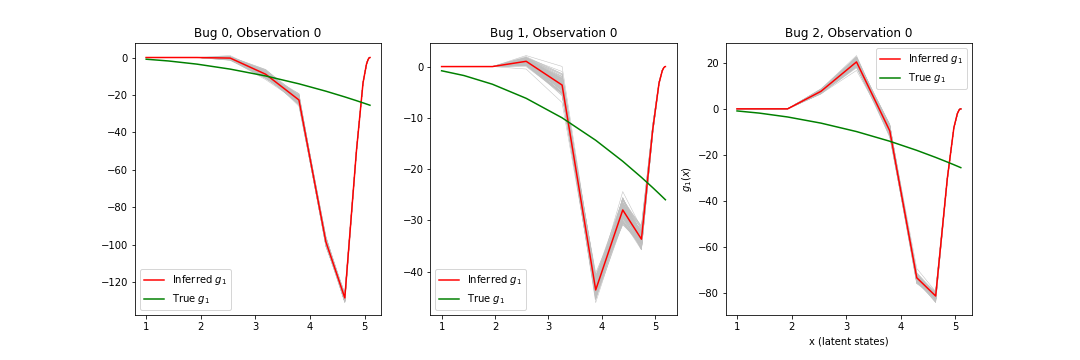 Bug 0, Observation 0
0
−20
−40
−60
−80
−100
−120
1 2 3 4 5
Inferred g₁
True g₁
Bug 1, Observation 0
0
−10
−20
−30
−40
1 2 3 4 5
Inferred g₁
True g₁
Bug 2, Observation 0
g₁(x)
20
0
−20
−40
−60
−80
1 2 3 4 5
x (latent states)
Inferred g₁
True g₁